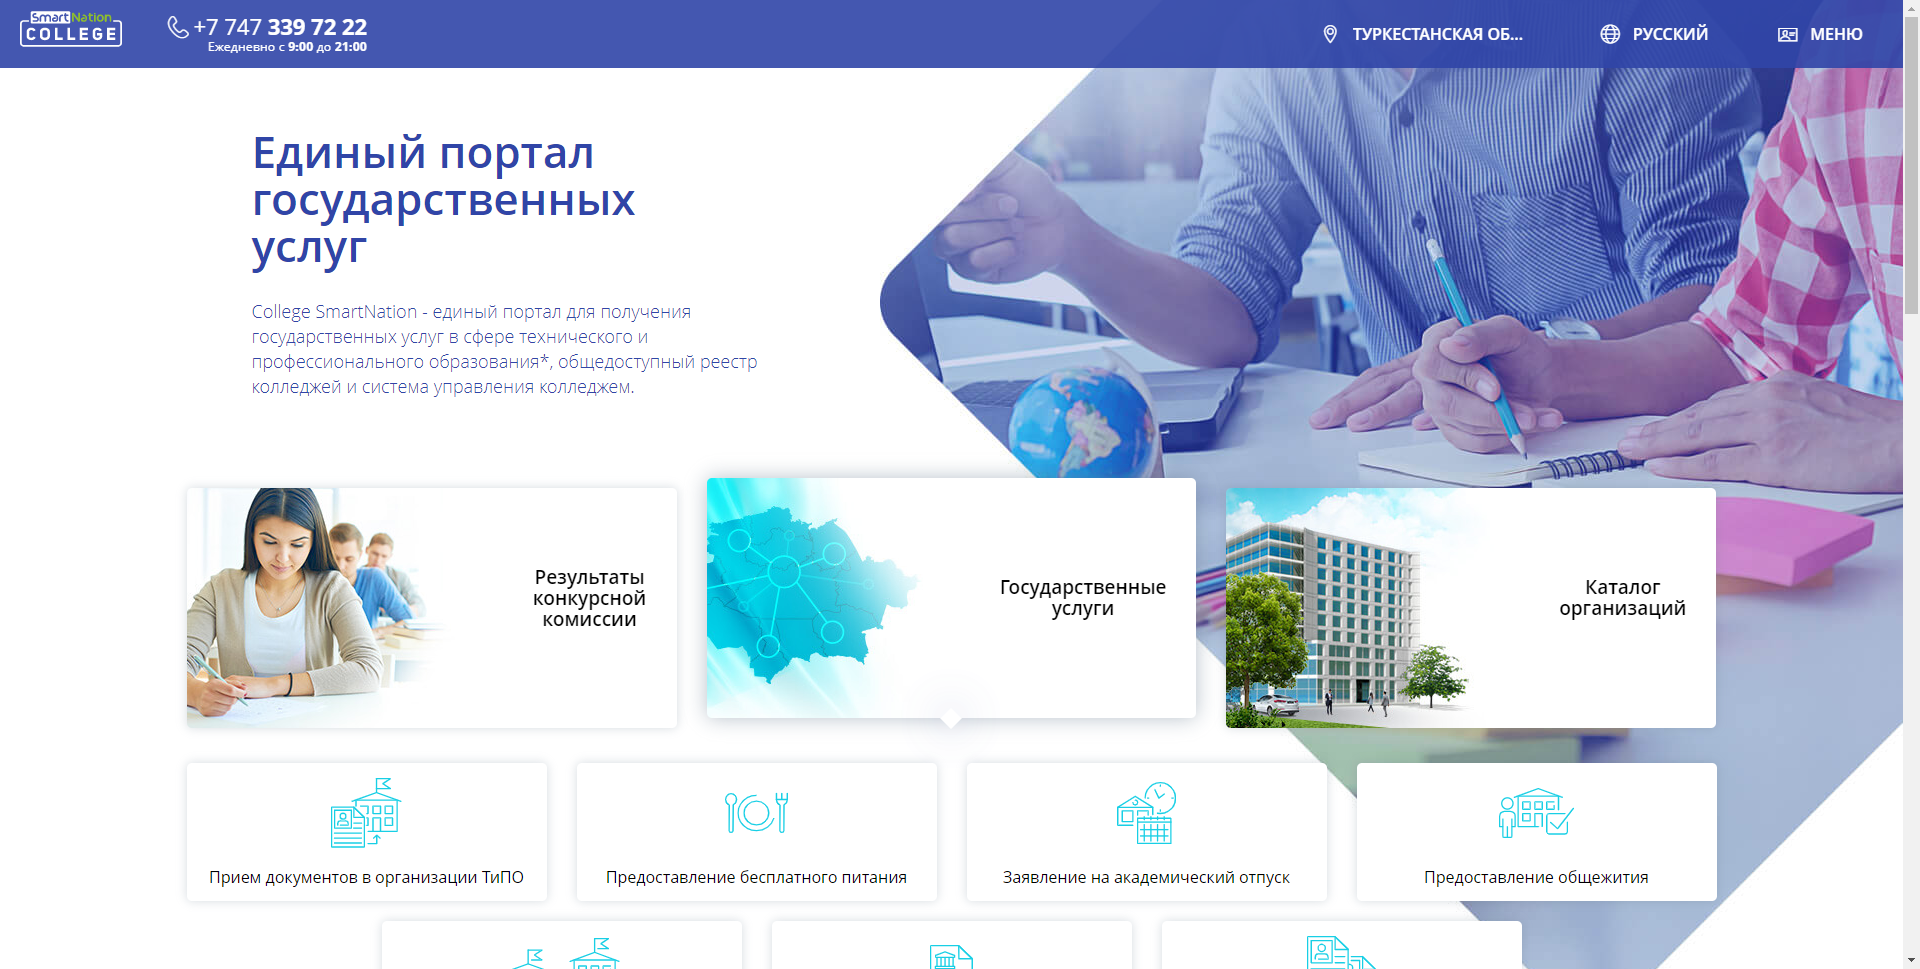 Smart Nation
COLLEGE
+7 747 339 72 22
Ежедневно с 9:00 до 21:00
ТУРКЕСТАНСКАЯ ОБ...
РУССКИЙ
МЕНЮ
Единый портал
государственных
услуг
College SmartNation - единый портал для получения
государственных услуг в сфере технического и
профессионального образования*, общедоступный реестр
колледжей и система управления колледжем.
Результаты
конкурсной
комиссии
Государственные
услуги
Каталог
организаций
Прием документов в организации ТиПО
Предоставление бесплатного питания
Заявление на академический отпуск
Предоставление общежития